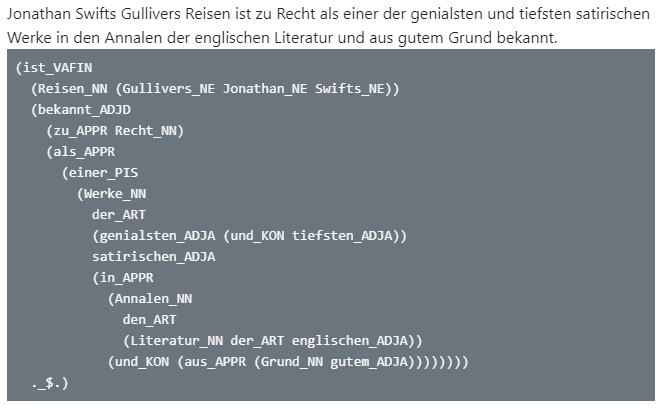 Jonathan Swifts Gullivers Reisen ist zu Recht als einer der genialsten und tiefsten satirischen
Werke in den Annalen der englischen Literatur und aus gutem Grund bekannt.
(ist_VAFIN
  (Reisen_NN (Gullivers_NE Jonathan_NE Swifts_NE))
  (bekannt_ADJD
    (zu_APPR Recht_NN)
    (als_APPR
      (einer_PIS
        (Werke_NN
          der_ART
          (genialsten_ADJA (und_KON tiefsten_ADJA))
          satirischen_ADJA
          (in_APPR
            (Annalen_NN
              den_ART
              (Literatur_NN der_ART englischen_ADJA))
            (und_KON (aus_APPR (Grund_NN gutem_ADJA))))))))
  ._$.)